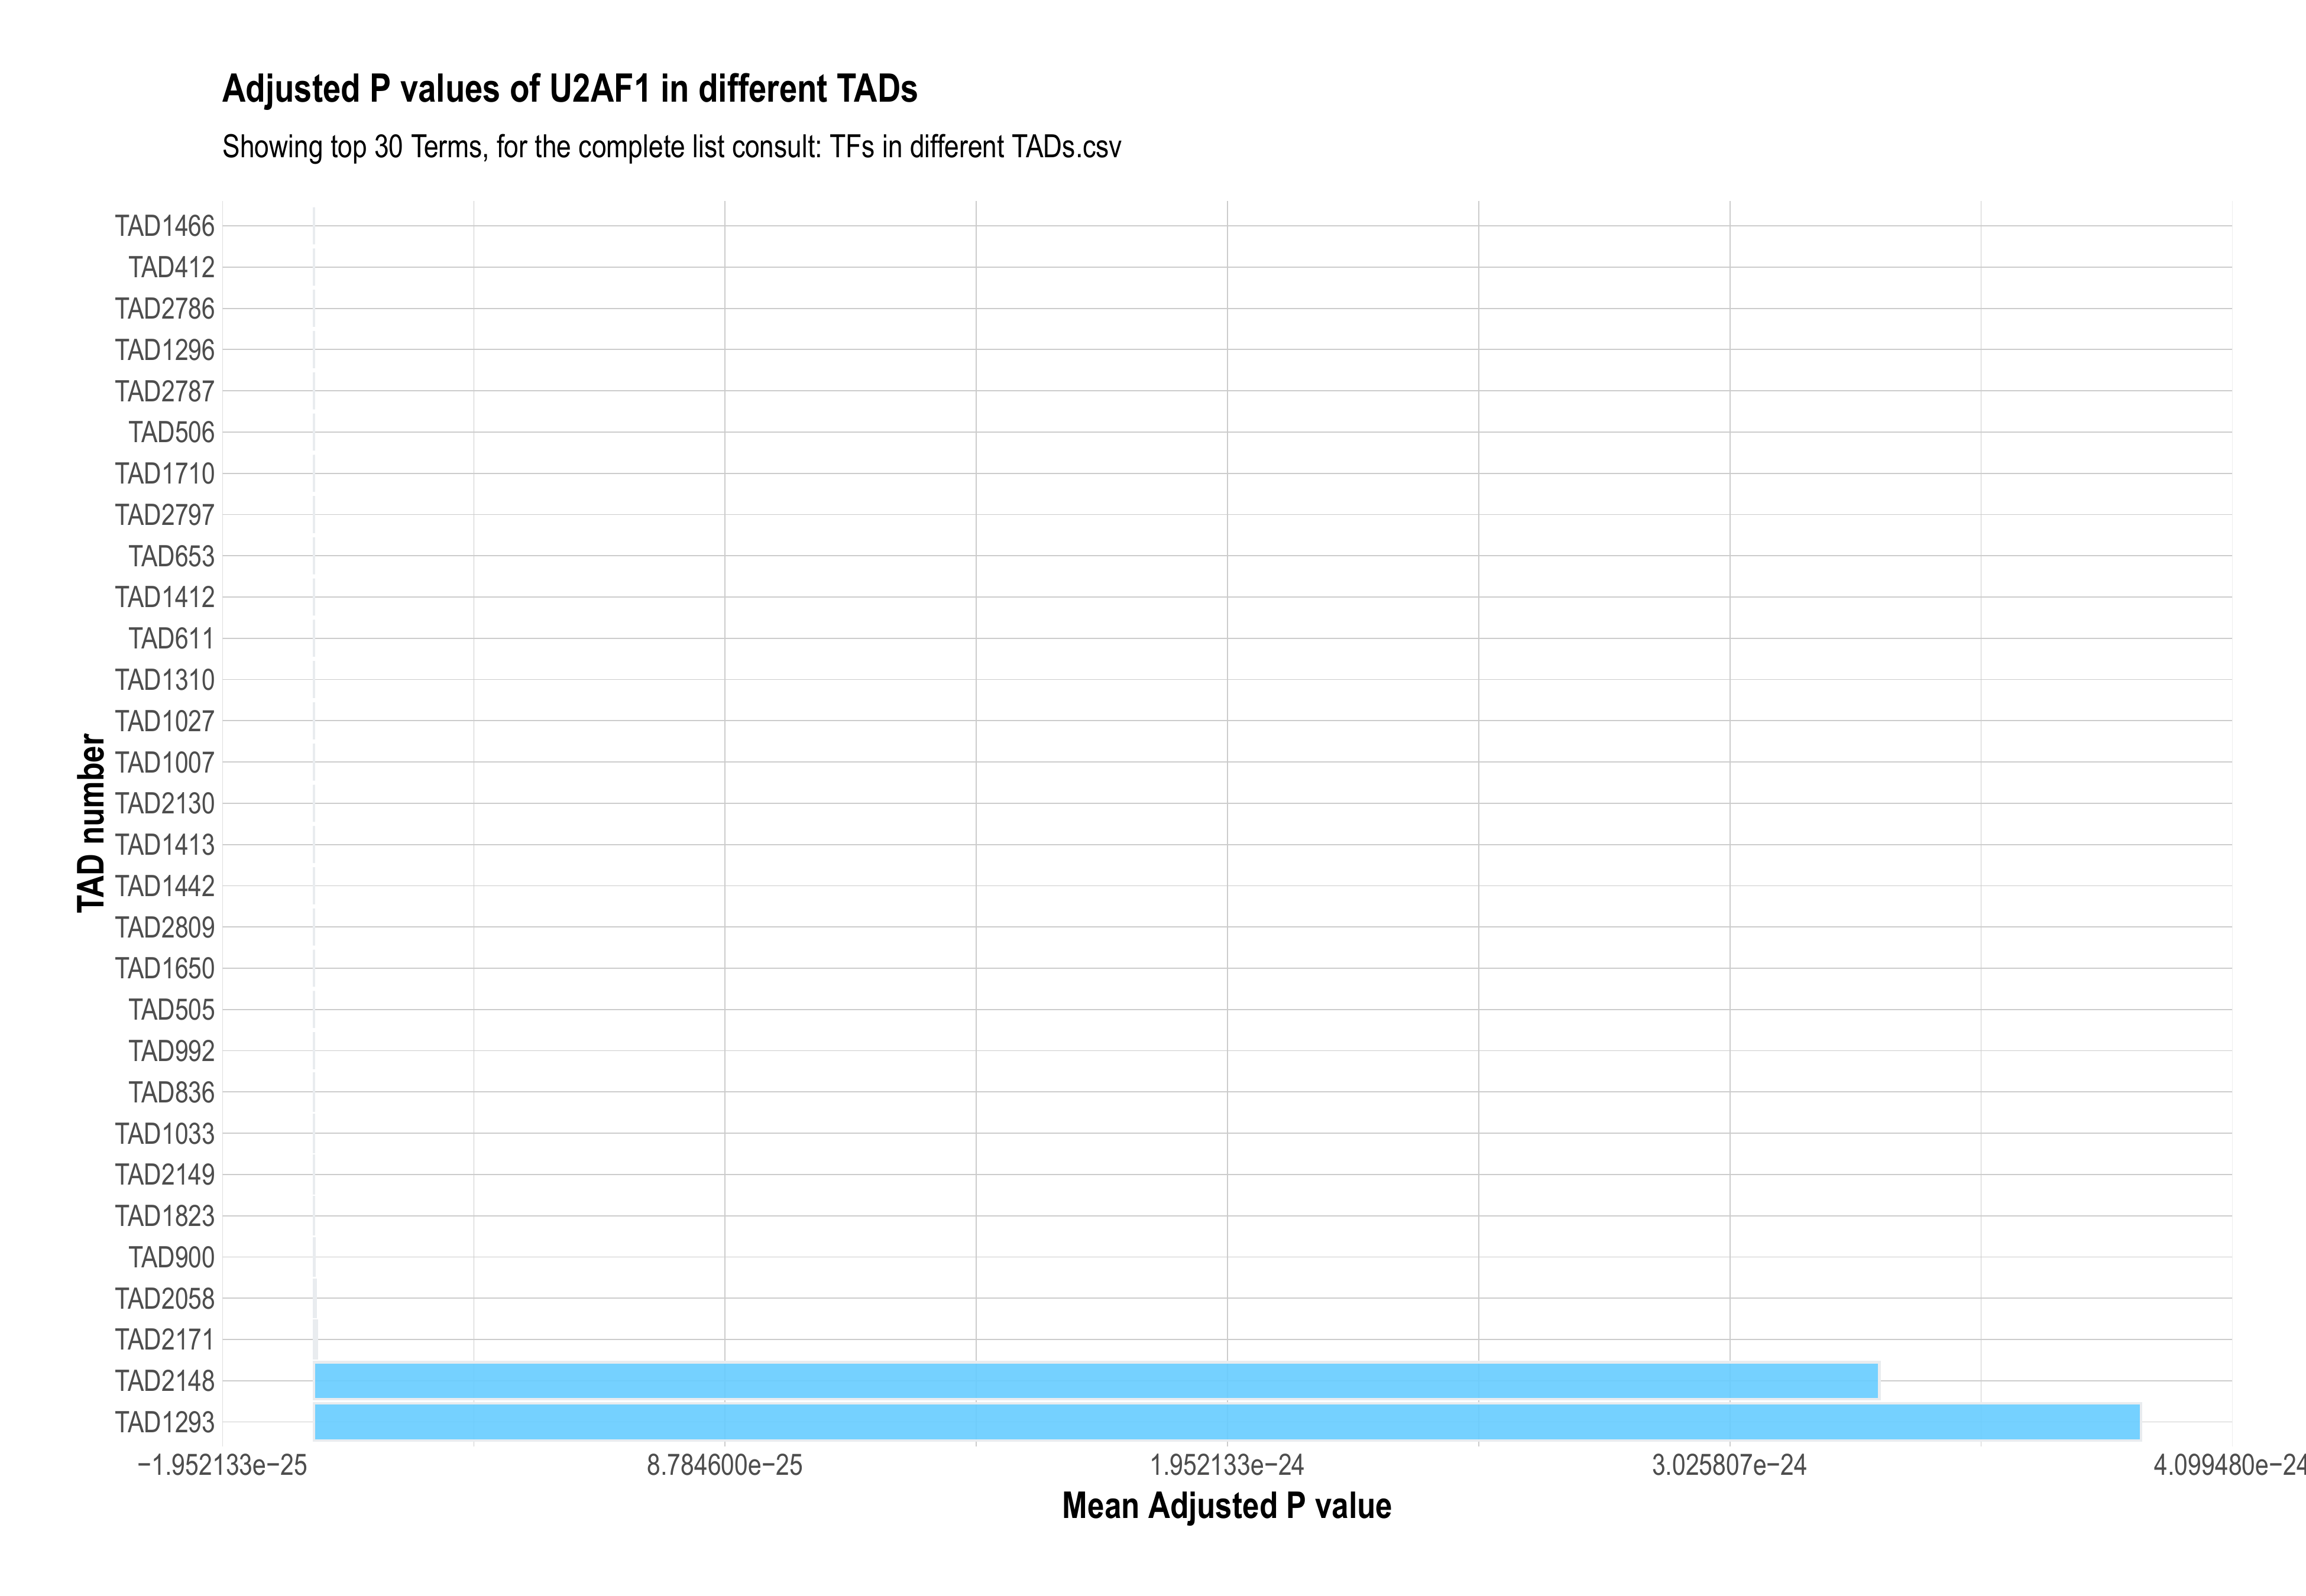 Adjusted P values of U2AF1 in different TADs
Showing top 30 Terms, for the complete list consult: TFs in different TADs.csv
TAD number
TAD1466
TAD412
TAD2786
TAD1296
TAD2787
TAD506
TAD1710
TAD2797
TAD653
TAD1412
TAD611
TAD1310
TAD1027
TAD1007
TAD2130
TAD1413
TAD1442
TAD2809
TAD1650
TAD505
TAD992
TAD836
TAD1033
TAD2149
TAD1823
TAD900
TAD2058
TAD2171
TAD2148
TAD1293
−1.952133e−25 8.784600e−25 1.952133e−24 3.025807e−24 4.099480e−24
Mean Adjusted P value